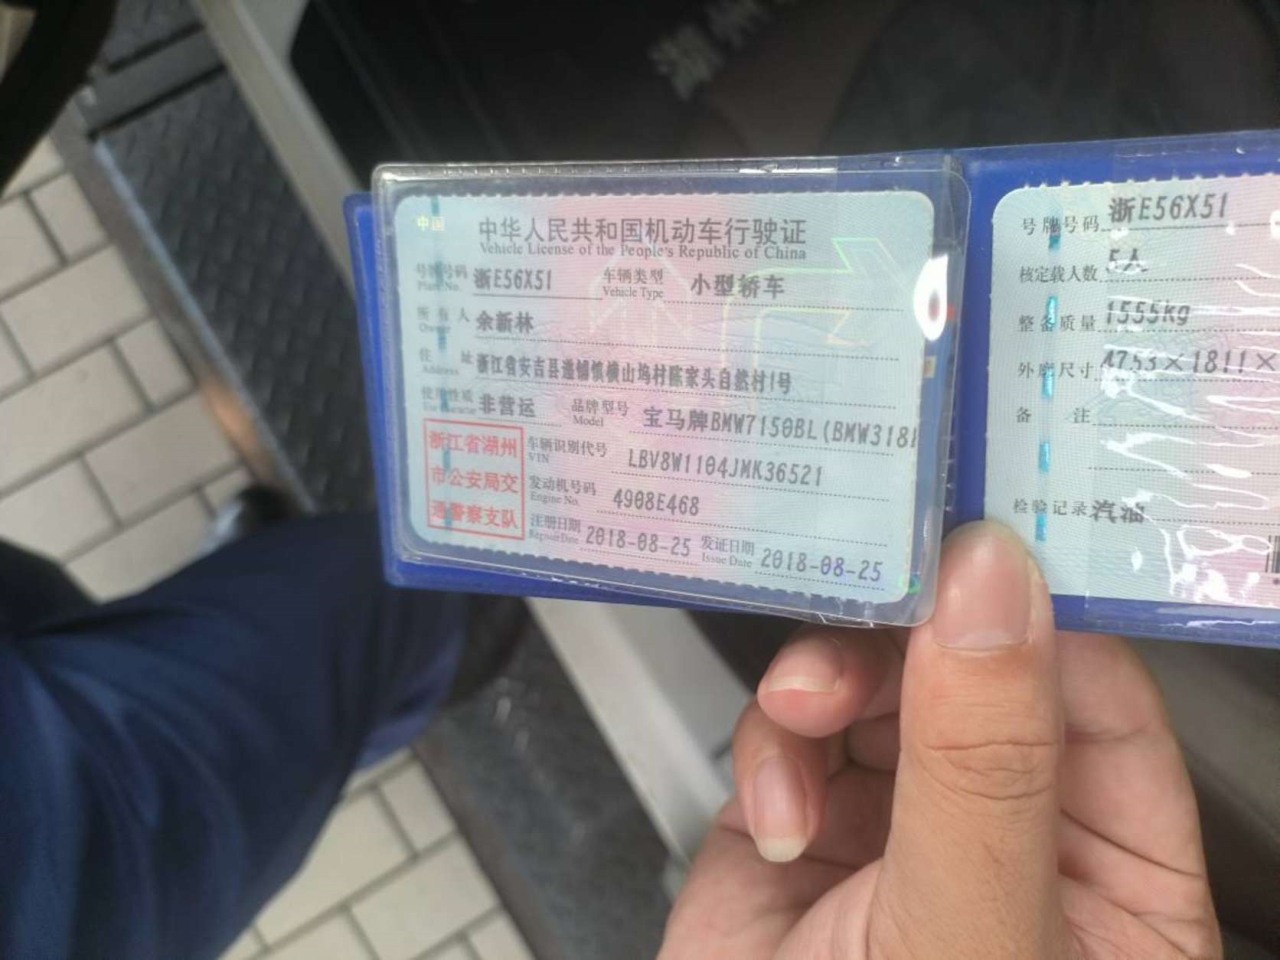 中国
中华人民共和国机动车行驶证
Vehicle License of the People's Republic of China
号牌号码 浙E56X51 车辆类型 小型轿车
Plate No. Vehicle Type
所有人 余新林
Owner
住址 浙江省安吉县递铺镇横山坞村陈家头自然村1号
Address
使用性质 非营运 品牌型号 宝马牌BMW7150BL(BMW318I
Use Character Model
浙江省湖州
市公安局交
通警察支队
车辆识别代号 LBV8W1104JMK36521
VIN
发动机号码 4908E468
Engine No.
注册日期 2018-08-25 发证日期 2018-08-25
Register Date Issue Date
号牌号码 浙E56X51
核定载人数 5人
整备质量 1555kg
外廓尺寸 4753×1811×
备注
检验记录 汽油